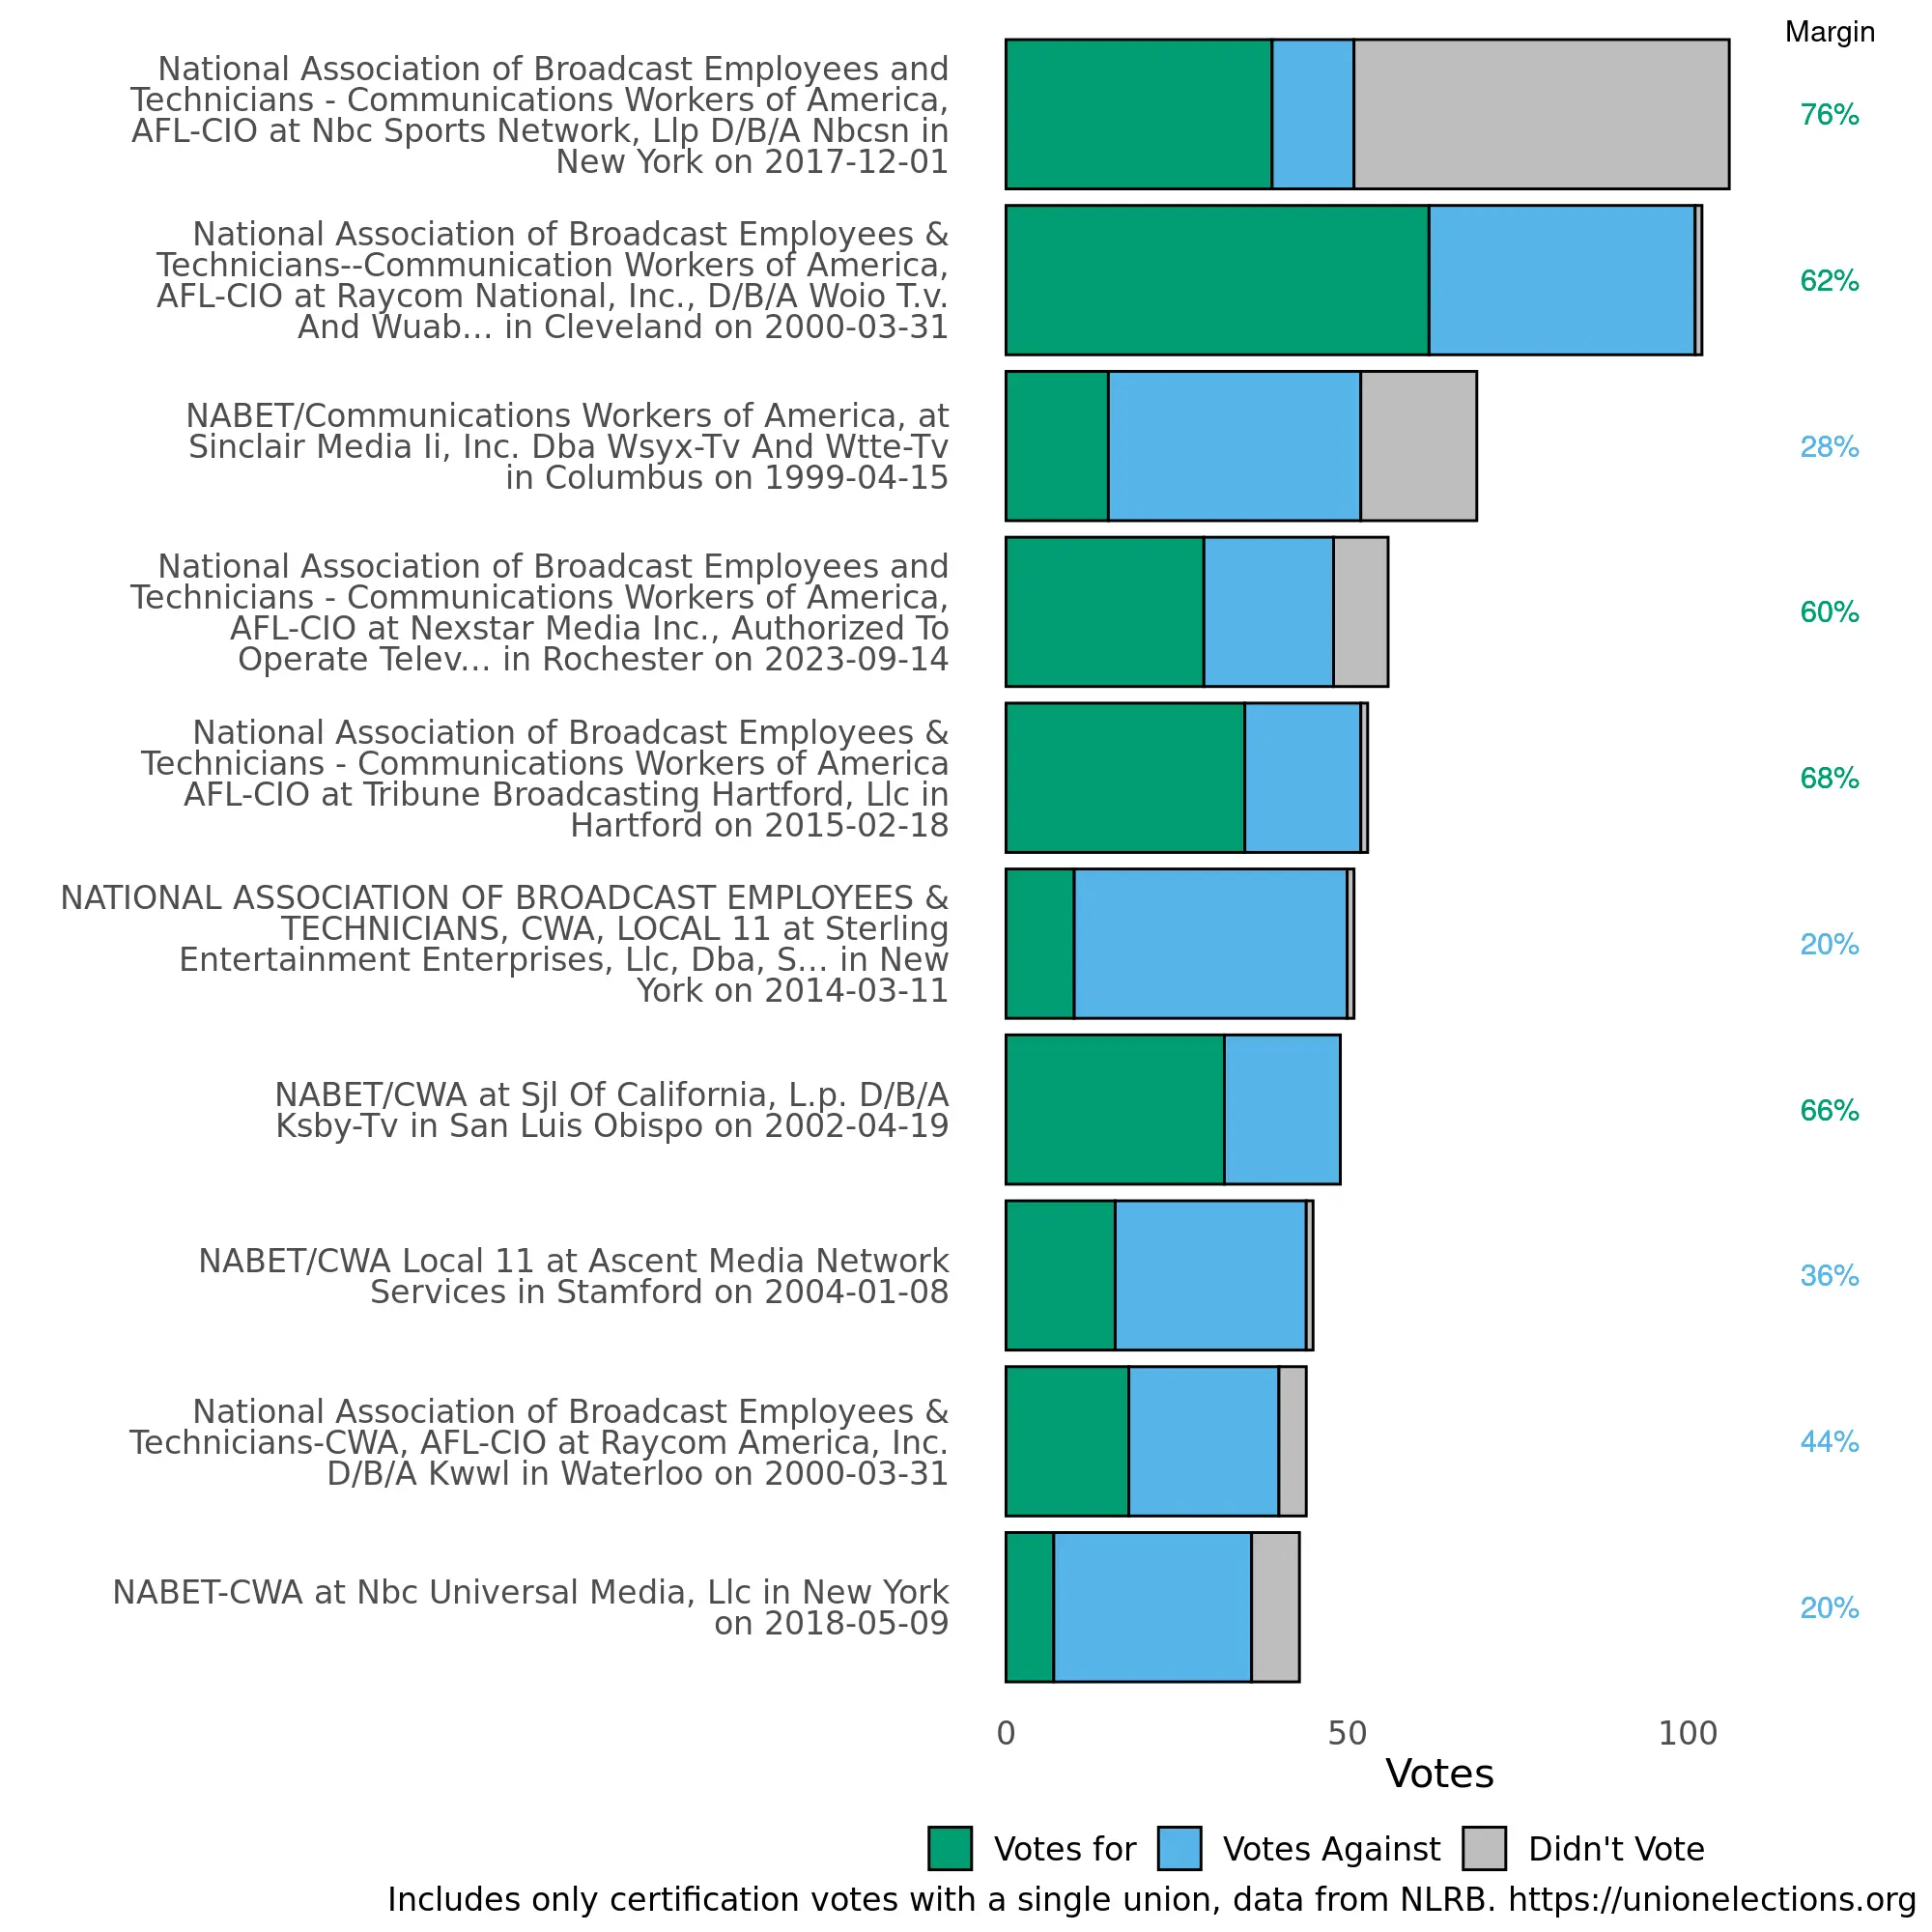 Margin
National Association of Broadcast Employees and
Technicians - Communications Workers of America,
AFL-CIO at Nbc Sports Network, Llp D/B/A Nbcsn in
New York on 2017-12-01
76%
National Association of Broadcast Employees &
Technicians--Communication Workers of America,
AFL-CIO at Raycom National, Inc., D/B/A Woio T.v.
And Wuab... in Cleveland on 2000-03-31
62%
NABET/Communications Workers of America, at
Sinclair Media Ii, Inc. Dba Wsyx-Tv And Wtte-Tv
in Columbus on 1999-04-15
28%
National Association of Broadcast Employees and
Technicians - Communications Workers of America,
AFL-CIO at Nexstar Media Inc., Authorized To
Operate Telev... in Rochester on 2023-09-14
60%
National Association of Broadcast Employees &
Technicians - Communications Workers of America
AFL-CIO at Tribune Broadcasting Hartford, Llc in
Hartford on 2015-02-18
68%
NATIONAL ASSOCIATION OF BROADCAST EMPLOYEES &
TECHNICIANS, CWA, LOCAL 11 at Sterling
Entertainment Enterprises, Llc, Dba, S... in New
York on 2014-03-11
20%
NABET/CWA at Sjl Of California, L.p. D/B/A
Ksby-Tv in San Luis Obispo on 2002-04-19
66%
NABET/CWA Local 11 at Ascent Media Network
Services in Stamford on 2004-01-08
36%
National Association of Broadcast Employees &
Technicians-CWA, AFL-CIO at Raycom America, Inc.
D/B/A Kwwl in Waterloo on 2000-03-31
44%
NABET-CWA at Nbc Universal Media, Llc in New York
on 2018-05-09
20%
0 50 100
Votes
Votes for Votes Against Didn't Vote
Includes only certification votes with a single union, data from NLRB. https://unionelections.org